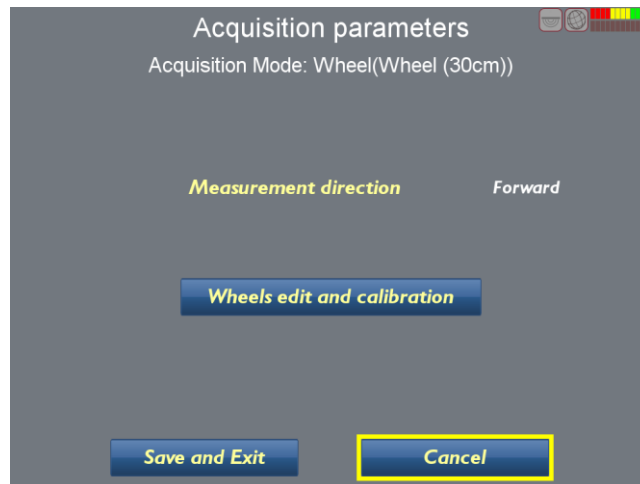 Acquisition parameters
Acquisition Mode: Wheel(Wheel (30cm))
Measurement direction Forward
Wheels edit and calibration
Save and Exit Cancel